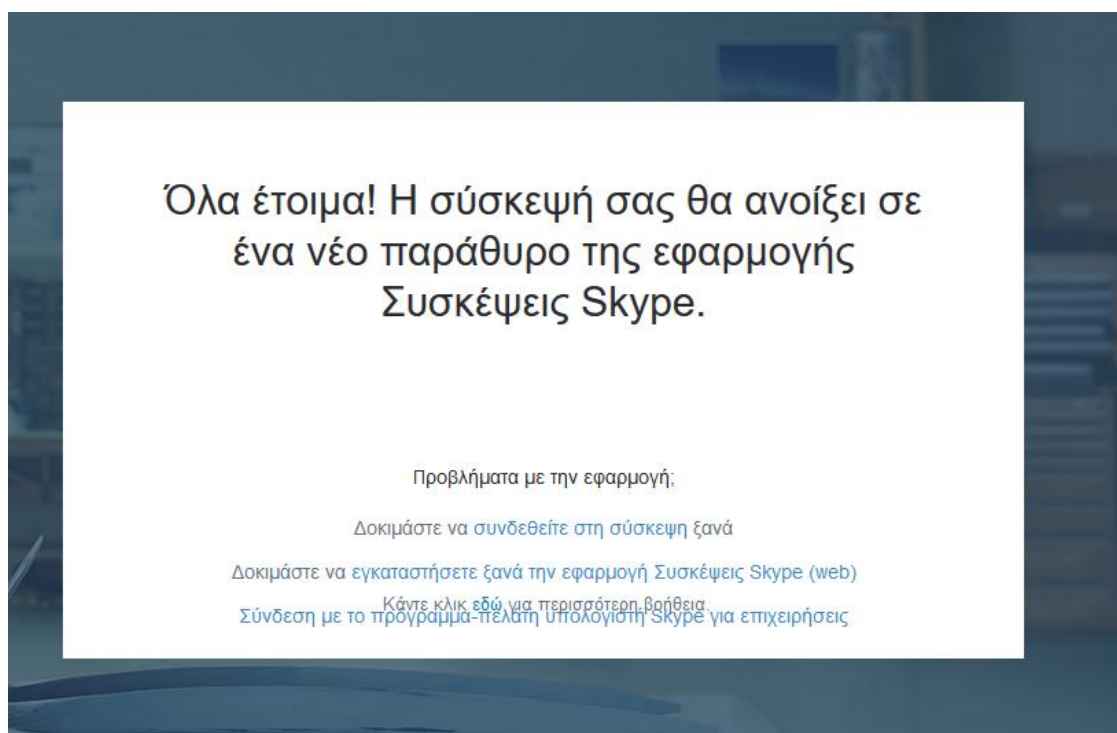 Όλα έτοιμα! Η σύσκεψή σας θα ανοίξει σε
ένα νέο παράθυρο της εφαρμογής
Συσκέψεις Skype.
Προβλήματα με την εφαρμογή;
Δοκιμάστε να συνδεθείτε στη σύσκεψη ξανά
Δοκιμάστε να εγκαταστήσετε ξανά την εφαρμογή Συσκέψεις Skype (web)
Κάντε κλικ εδώ για περισσότερη βοήθεια.
Σύνδεση με το πρόγραμμα-πελάτη υπολογιστή Skype για επιχειρήσεις